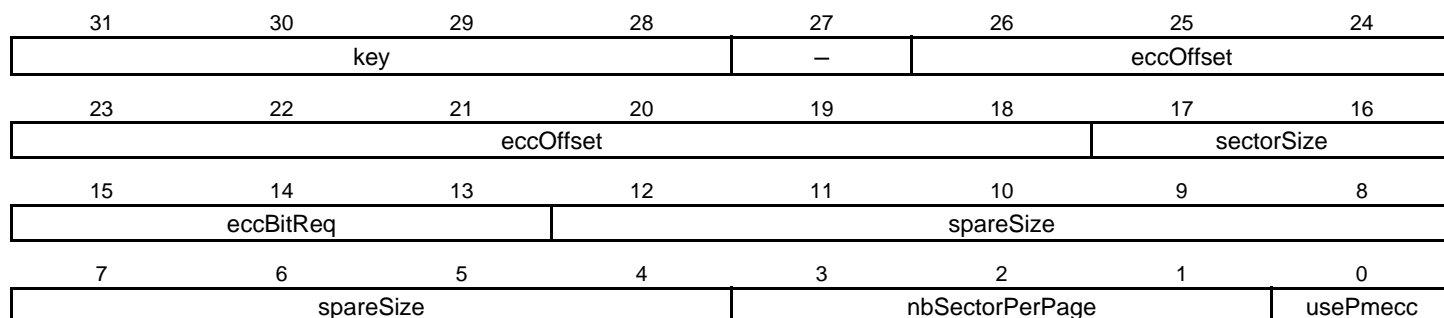 31 30 29 28 27 26 25 24
key – eccOffset
23 22 21 20 19 18 17 16
eccOffset sectorSize
15 14 13 12 11 10 9 8
eccBitReq spareSize
7 6 5 4 3 2 1 0
spareSize nbSectorPerPage usePmecc